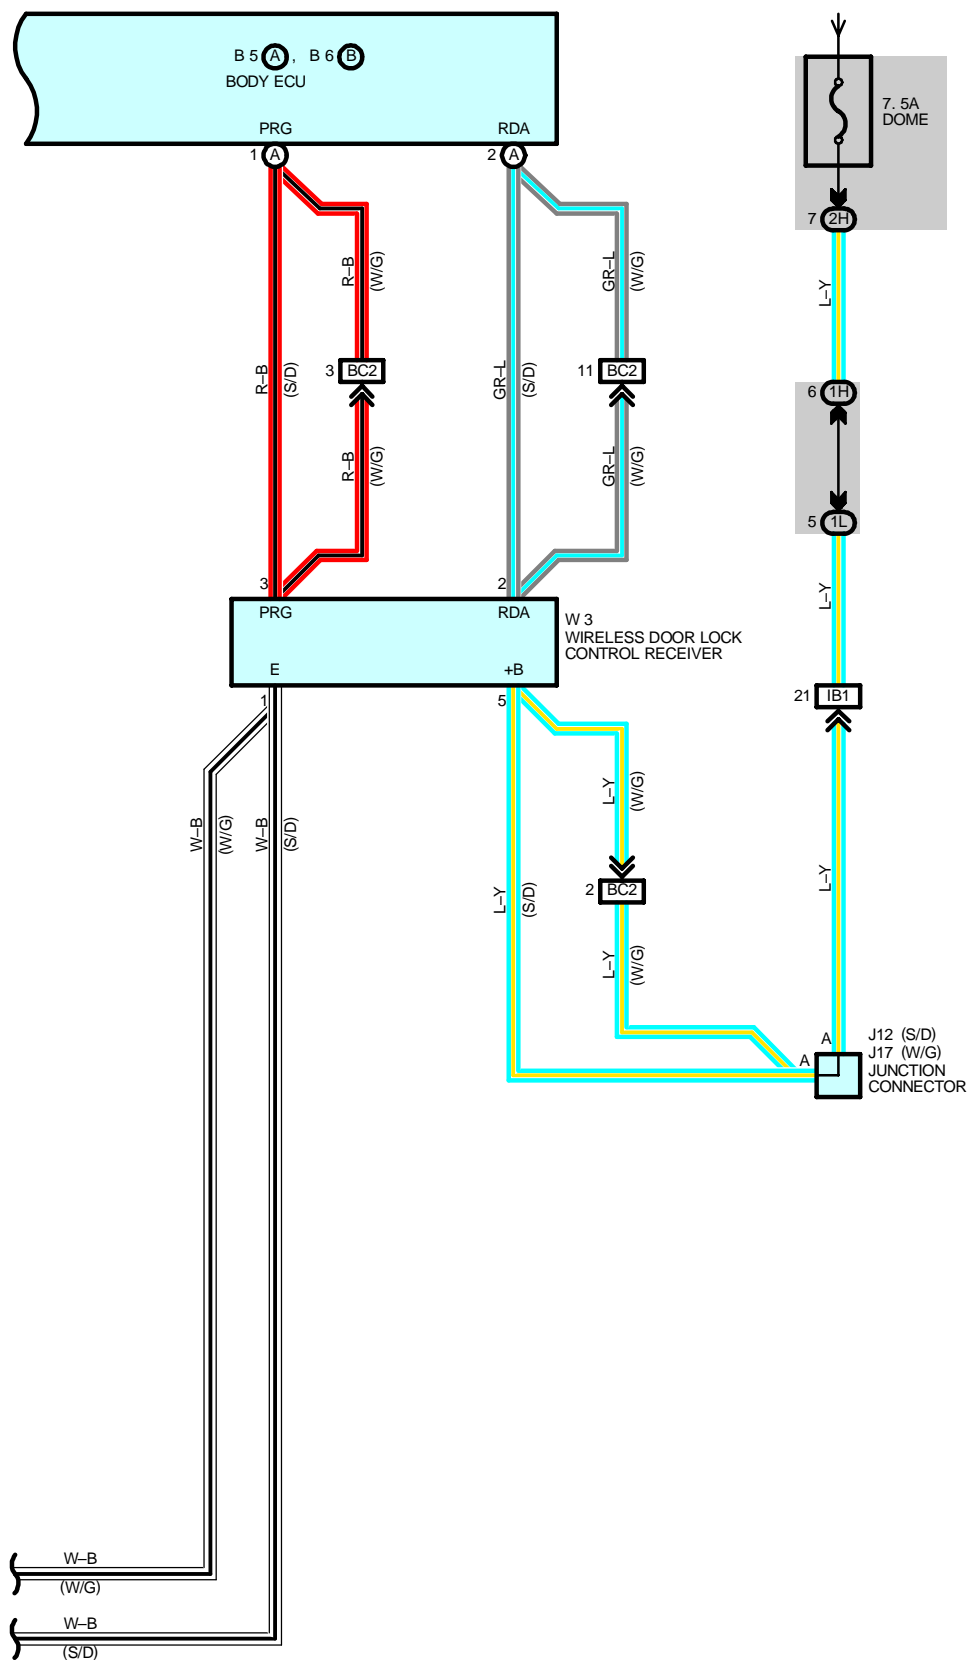 B 5 A , B 6 B
BODY ECU
PRG
RDA
1 A
2 A
7. 5A
DOME
7 2H
R–B
(W/G)
GR–L
(W/G)
L–Y
R–B
(S/D)
3 BC2
GR–L
(S/D)
11 BC2
6 1H
R–B
(W/G)
GR–L
(W/G)
5 1L
3
2
PRG
RDA
E
+B
W 3
WIRELESS DOOR LOCK
CONTROL RECEIVER
L–Y
1
5
21 IB1
W–B
(W/G)
W–B
(S/D)
L–Y
(W/G)
L–Y
(S/D)
2 BC2
L–Y
L–Y
(W/G)
A
A
J12 (S/D)
J17 (W/G)
JUNCTION
CONNECTOR
W–B
(W/G)
W–B
(S/D)